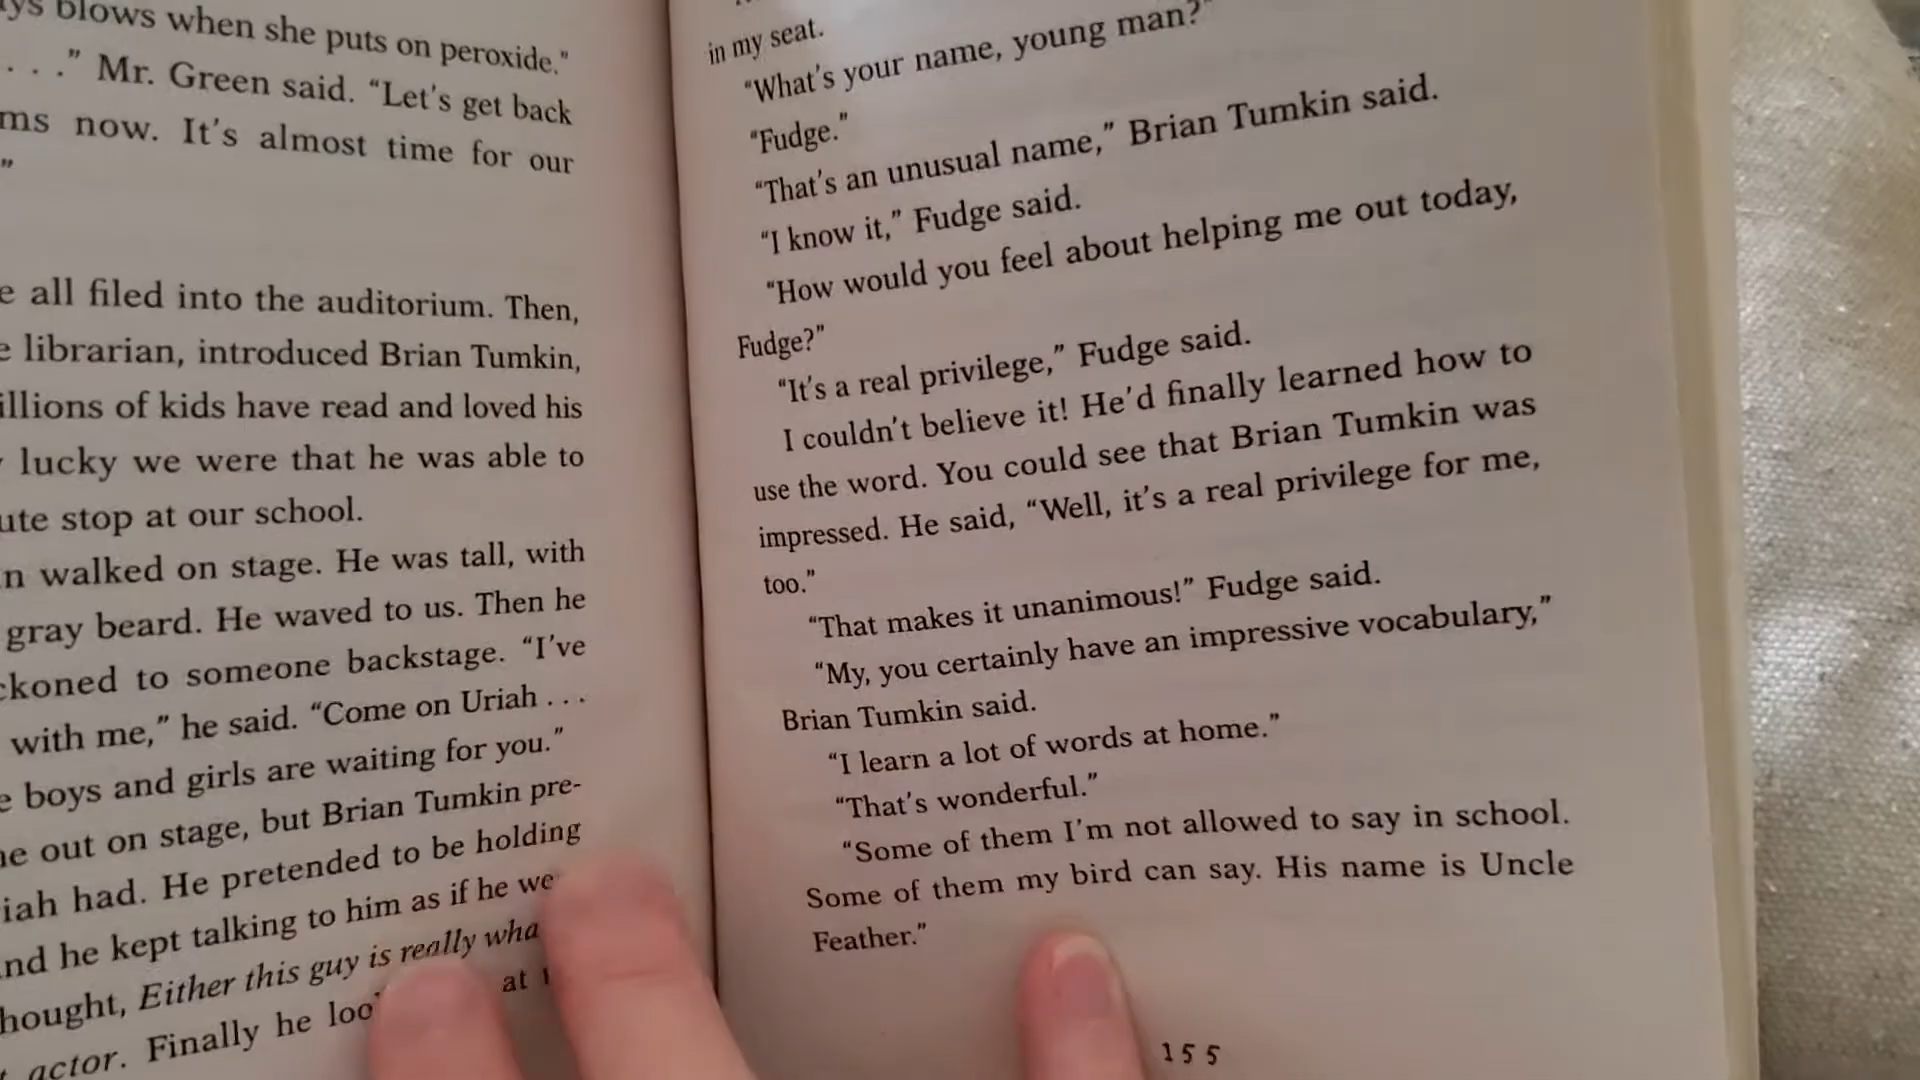 blows when she puts on peroxide."
. . ." Mr. Green said. "Let's get back
now. It's almost time for our
"
all filed into the auditorium. Then,
librarian, introduced Brian Tumkin,
of kids have read and loved his
lucky we were that he was able to
stop at our school.
walked on stage. He was tall, with
gray beard. He waved to us. Then he
to someone backstage. "I've
with me," he said. "Come on Uriah . . .
boys and girls are waiting for you."
out on stage, but Brian Tumkin pre-
had. He pretended to be holding
he kept talking to him as if he
Either this guy is really
actor. Finally he at
in my seat.
"What's your name, young man?"
"Fudge."
"That's an unusual name," Brian Tumkin said.
"I know it," Fudge said.
"How would you feel about helping me out today,
Fudge?"
"It's a real privilege," Fudge said.
I couldn't believe it! He'd finally learned how to
use the word. You could see that Brian Tumkin was
impressed. He said, "Well, it's a real privilege for me,
too."
"That makes it unanimous!" Fudge said.
"My, you certainly have an impressive vocabulary,"
Brian Tumkin said.
"I learn a lot of words at home."
"That's wonderful."
"Some of them I'm not allowed to say in school.
Some of them my bird can say. His name is Uncle
Feather."
155